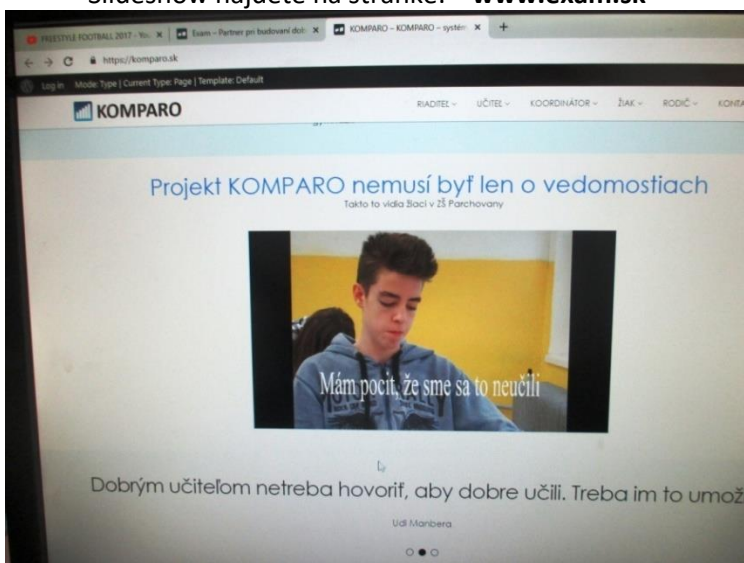 Slideshow nájdete na stránke: www.exam.sk
FREESTYLE FOOTBALL 2017 - You
Exam – Partner pri budovaní dob
KOMPARO – KOMPARO – systém
https://komparo.sk
Log in Mode: Type | Current Type: Page | Template: Default
KOMPARO
RIADITEĽ
UČITEĽ
KOORDINÁTOR
ŽIAK
RODIČ
KONTA
Projekt KOMPARO nemusí byť len o vedomostiach
Takto to vidia žiaci v ZŠ Parchovany
Mám pocit, že sme sa to neučili
Dobrým učiteľom netreba hovoriť, aby dobre učili. Treba im to umož
Udi Manbera